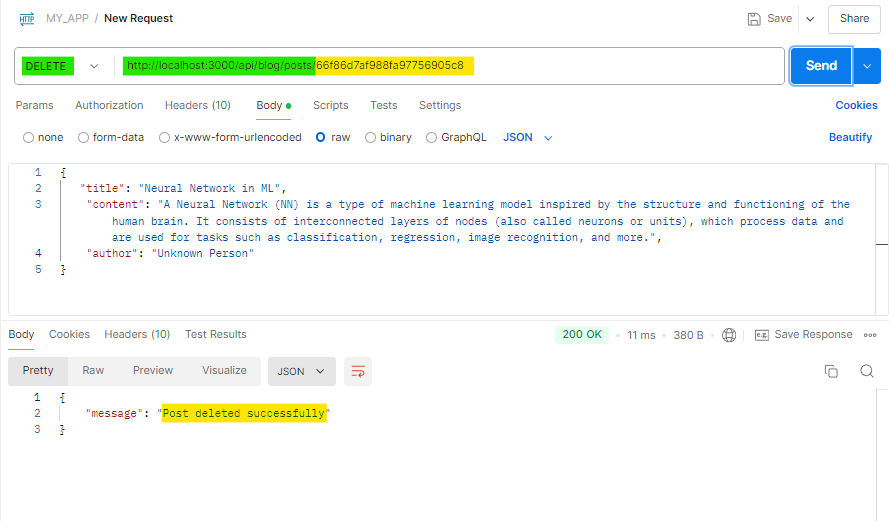 HTTP MY_APP / New Request Save Share
DELETE http://localhost:3000/api/blog/posts/66f86d7af988fa97756905c8 Send
Params Authorization Headers (10) Body Scripts Tests Settings Cookies
none form-data x-www-form-urlencoded raw binary GraphQL JSON Beautify
1 {
2 "title": "Neural Network in ML",
3 "content": "A Neural Network (NN) is a type of machine learning model inspired by the structure and functioning of the
human brain. It consists of interconnected layers of nodes (also called neurons or units), which process data and
are used for tasks such as classification, regression, image recognition, and more.",
4 "author": "Unknown Person"
5 }
Body Cookies Headers (10) Test Results 200 OK 11 ms 380 B e.g. Save Response
Pretty Raw Preview Visualize JSON
1 {
2 "message": "Post deleted successfully"
3 }